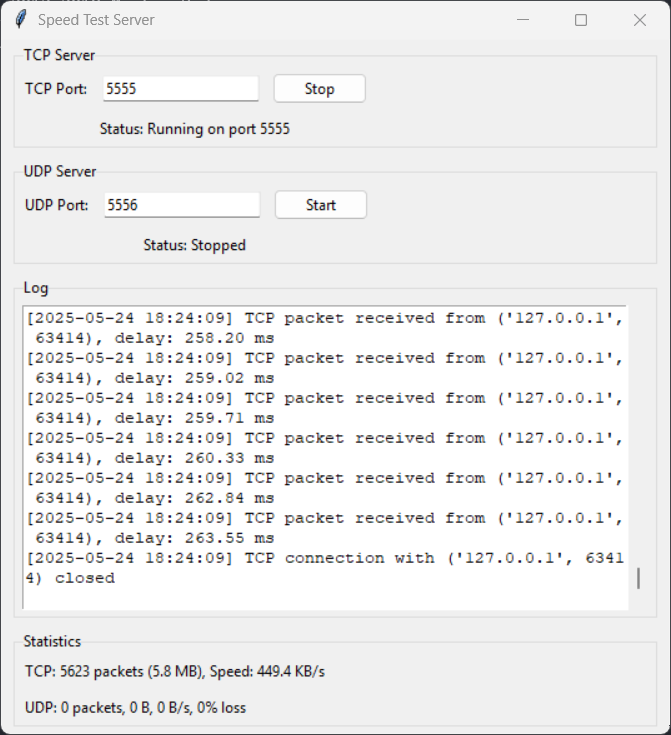 Speed Test Server
TCP Server
TCP Port: 5555 Stop
Status: Running on port 5555
UDP Server
UDP Port: 5556 Start
Status: Stopped
Log
[2025-05-24 18:24:09] TCP packet received from ('127.0.0.1',
63414), delay: 258.20 ms
[2025-05-24 18:24:09] TCP packet received from ('127.0.0.1',
63414), delay: 259.02 ms
[2025-05-24 18:24:09] TCP packet received from ('127.0.0.1',
63414), delay: 259.71 ms
[2025-05-24 18:24:09] TCP packet received from ('127.0.0.1',
63414), delay: 260.33 ms
[2025-05-24 18:24:09] TCP packet received from ('127.0.0.1',
63414), delay: 262.84 ms
[2025-05-24 18:24:09] TCP packet received from ('127.0.0.1',
63414), delay: 263.55 ms
[2025-05-24 18:24:09] TCP connection with ('127.0.0.1', 6341
4) closed
Statistics
TCP: 5623 packets (5.8 MB), Speed: 449.4 KB/s
UDP: 0 packets, 0 B, 0 B/s, 0% loss